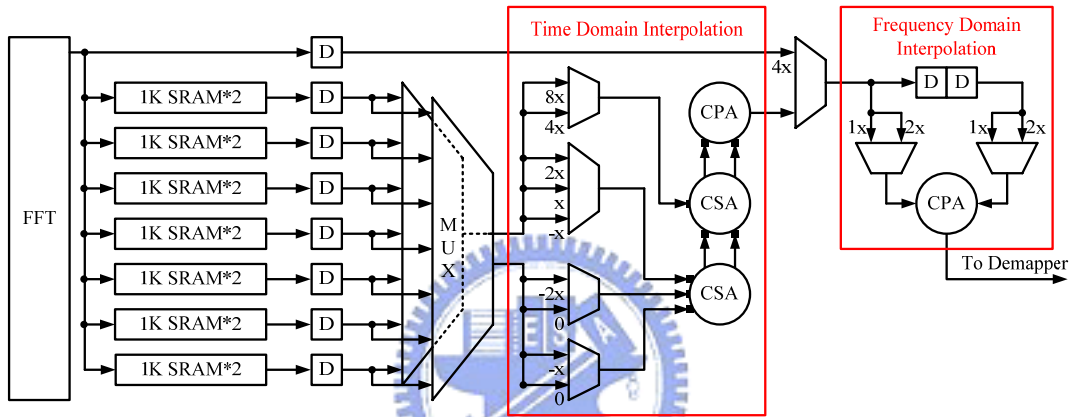 Time Domain Interpolation
Frequency Domain
Interpolation
FFT
D
1K SRAM*2
D
1K SRAM*2
D
1K SRAM*2
D
1K SRAM*2
D
1K SRAM*2
D
1K SRAM*2
D
1K SRAM*2
D
MUX
8x
4x
2x
x
-x
-2x
0
-x
0
CPA
CSA
CSA
4x
D
D
1x
2x
1x
2x
CPA
To Demapper